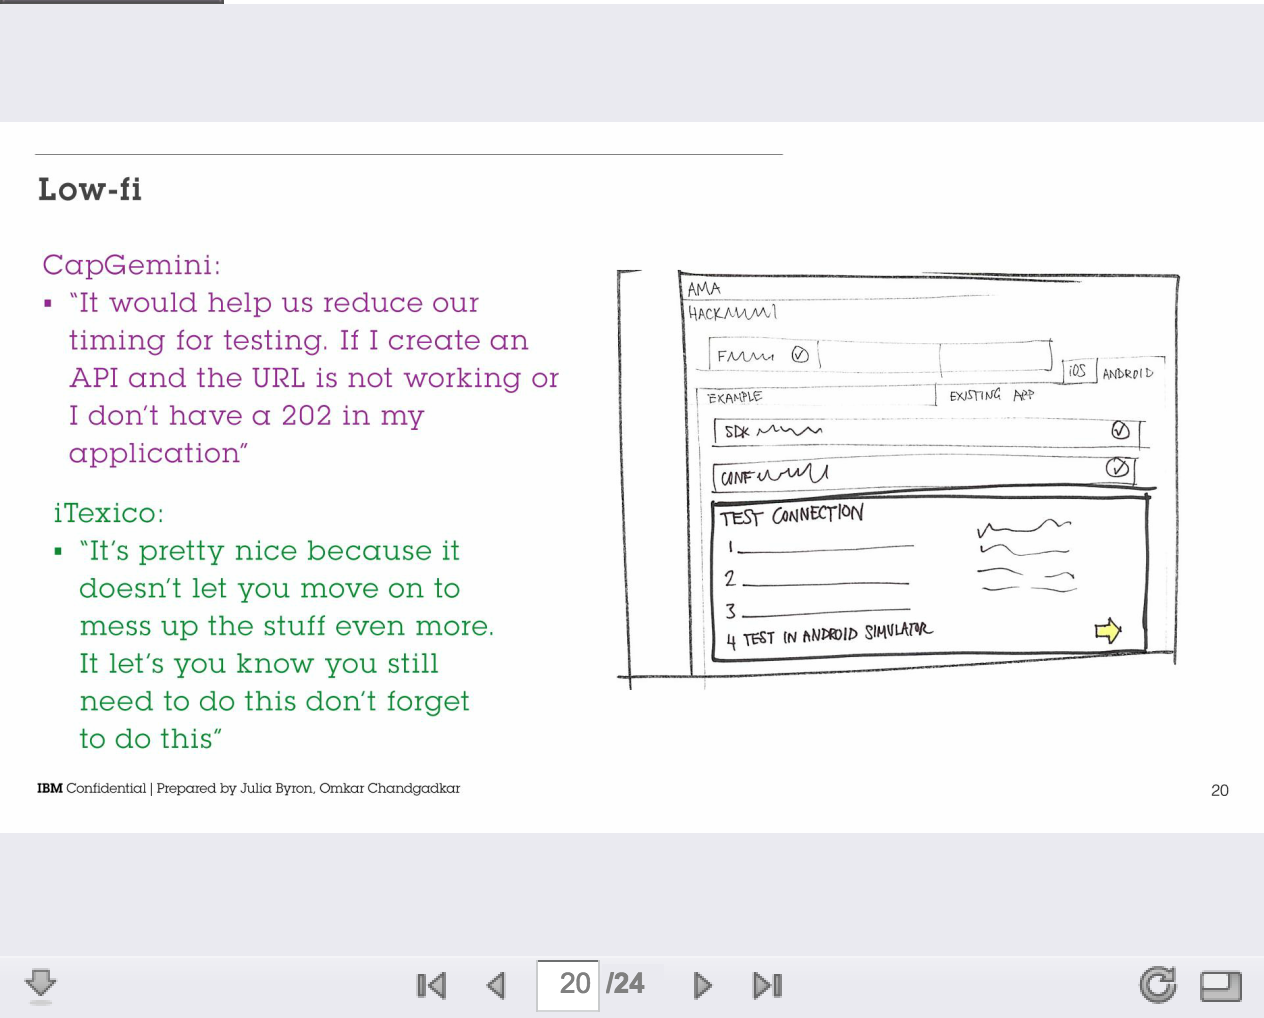 Low-fi
CapGemini:
▪ “It would help us reduce our
timing for testing. If I create an
API and the URL is not working or
I don’t have a 202 in my
application”
iTexico:
▪ “It’s pretty nice because it
doesn’t let you move on to
mess up the stuff even more.
It let’s you know you still
need to do this don’t forget
to do this”
AMA
HACK
F
iOS ANDROID
EXAMPLE EXISTING APP
SDK
CONF
TEST CONNECTION
1
2
3
4 TEST IN ANDROID SIMULATOR
IBM Confidential | Prepared by Julia Byron, Omkar Chandgadkar
20
20 /24